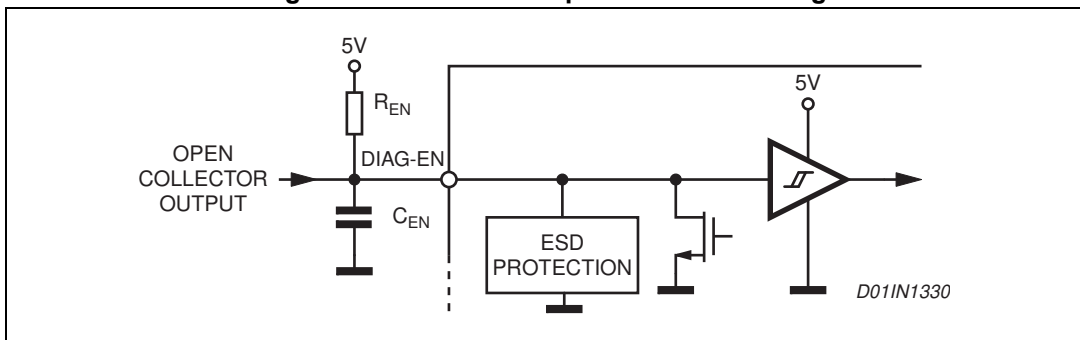 5V
R_EN
5V
OPEN
COLLECTOR
OUTPUT
DIAG-EN
C_EN
ESD
PROTECTION
D01IN1330